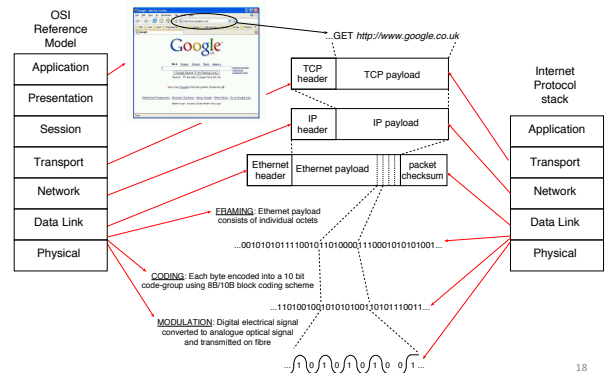 OSI
Reference
Model
Application
Presentation
Session
Transport
Network
Data Link
Physical
Google
...GET http://www.google.co.uk
TCP
header
TCP payload
IP
header
IP payload
Ethernet
header
Ethernet payload
packet
checksum
FRAMING: Ethernet payload
consists of individual octets
...0010101011110010110100001110001010101001...
CODING: Each byte encoded into a 10 bit
code-group using 8B/10B block coding scheme
...11010010010101010011010111 0011...
MODULATION: Digital electrical signal
converted to analogue optical signal
and transmitted on fibre
...1 0 1 0 1 0 1 0 0 1...
Internet
Protocol
stack
Application
Transport
Network
Data Link
Physical
18